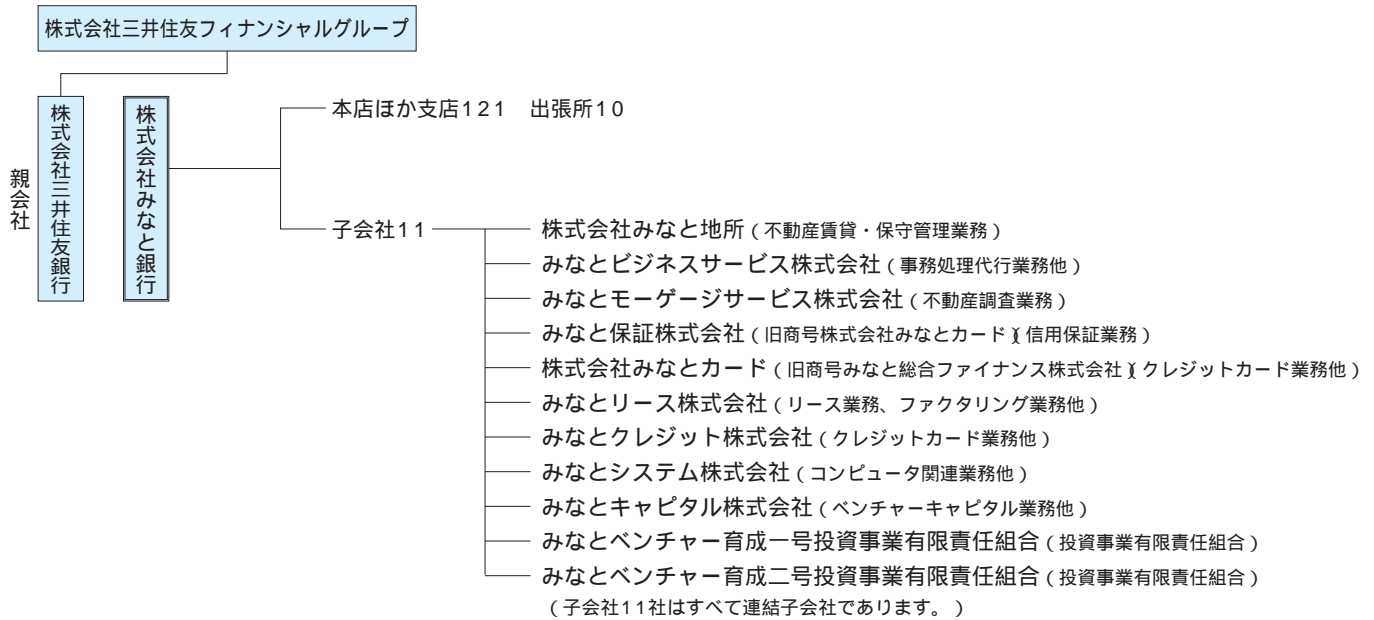 株式会社三井住友フィナンシャルグループ
親会社
株式会社三井住友銀行
株式会社みなと銀行
本店ほか支店121　出張所10
子会社11
株式会社みなと地所（不動産賃貸・保守管理業務）
みなとビジネスサービス株式会社（事務処理代行業務他）
みなとモーゲージサービス株式会社（不動産調査業務）
みなと保証株式会社（旧商号株式会社みなとカード）（信用保証業務）
株式会社みなとカード（旧商号みなと総合ファイナンス株式会社）（クレジットカード業務他）
みなとリース株式会社（リース業務、ファクタリング業務他）
みなとクレジット株式会社（クレジットカード業務他）
みなとシステム株式会社（コンピュータ関連業務他）
みなとキャピタル株式会社（ベンチャーキャピタル業務他）
みなとベンチャー育成一号投資事業有限責任組合（投資事業有限責任組合）
みなとベンチャー育成二号投資事業有限責任組合（投資事業有限責任組合）
（子会社11社はすべて連結子会社であります。）